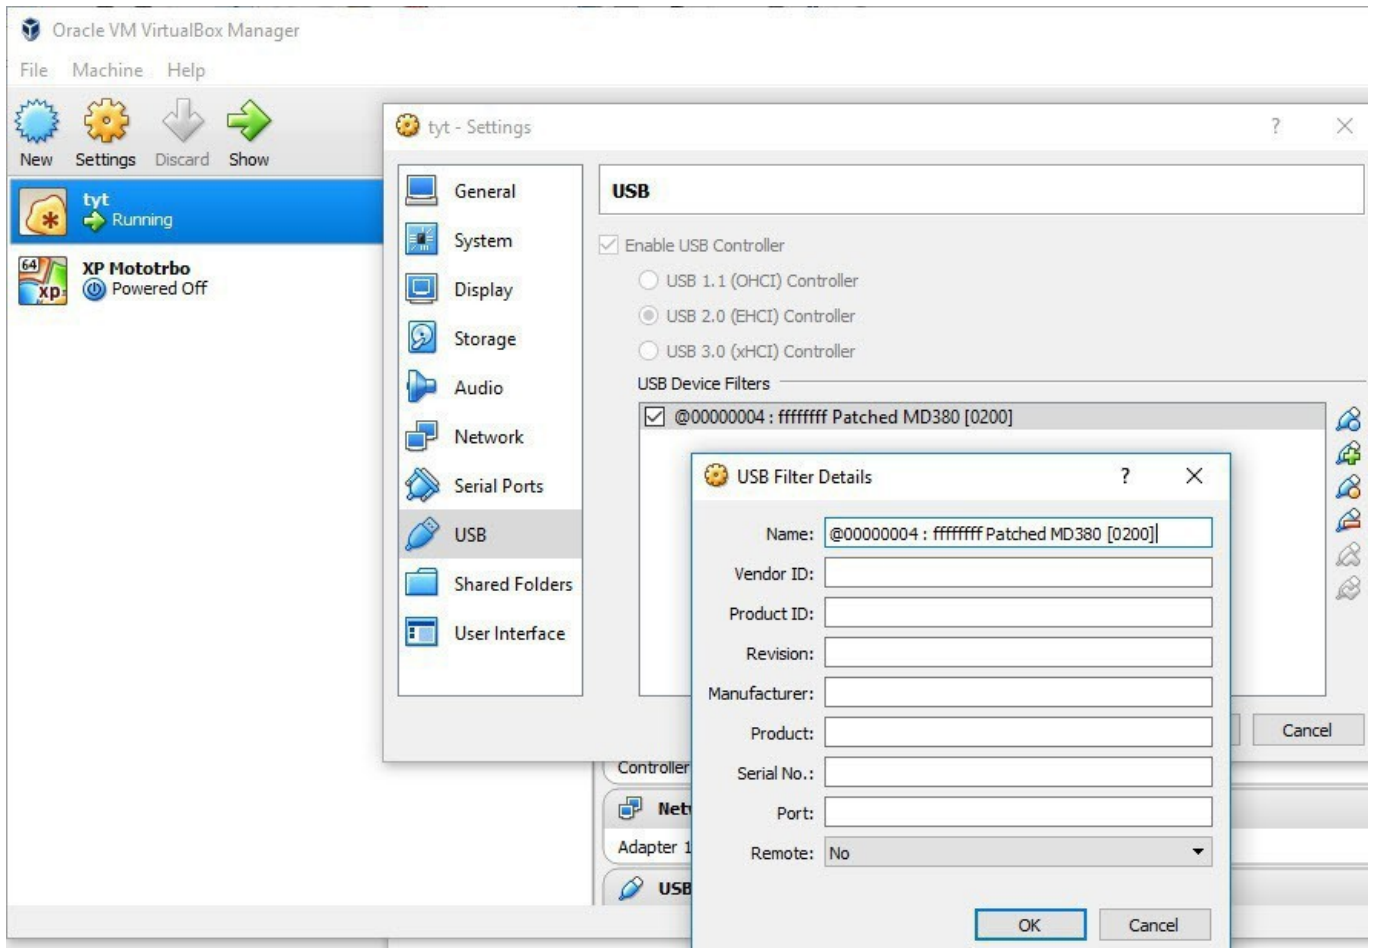 Oracle VM VirtualBox Manager
File Machine Help
New Settings Discard Show
tyt
Running
64
xp
XP Mototrbo
Powered Off
tyt - Settings
?
General
System
Display
Storage
Audio
Network
Serial Ports
USB
Shared Folders
User Interface
USB
Enable USB Controller
USB 1.1 (OHCI) Controller
USB 2.0 (EHCI) Controller
USB 3.0 (xHCI) Controller
USB Device Filters
@00000004 : ffffffff Patched MD380 [0200]
Cancel
USB Filter Details
?
Name: @00000004 : ffffffff Patched MD380 [0200]
Vendor ID:
Product ID:
Revision:
Manufacturer:
Product:
Serial No.:
Port:
Remote: No
OK Cancel
Controller
Adapter 1
USB